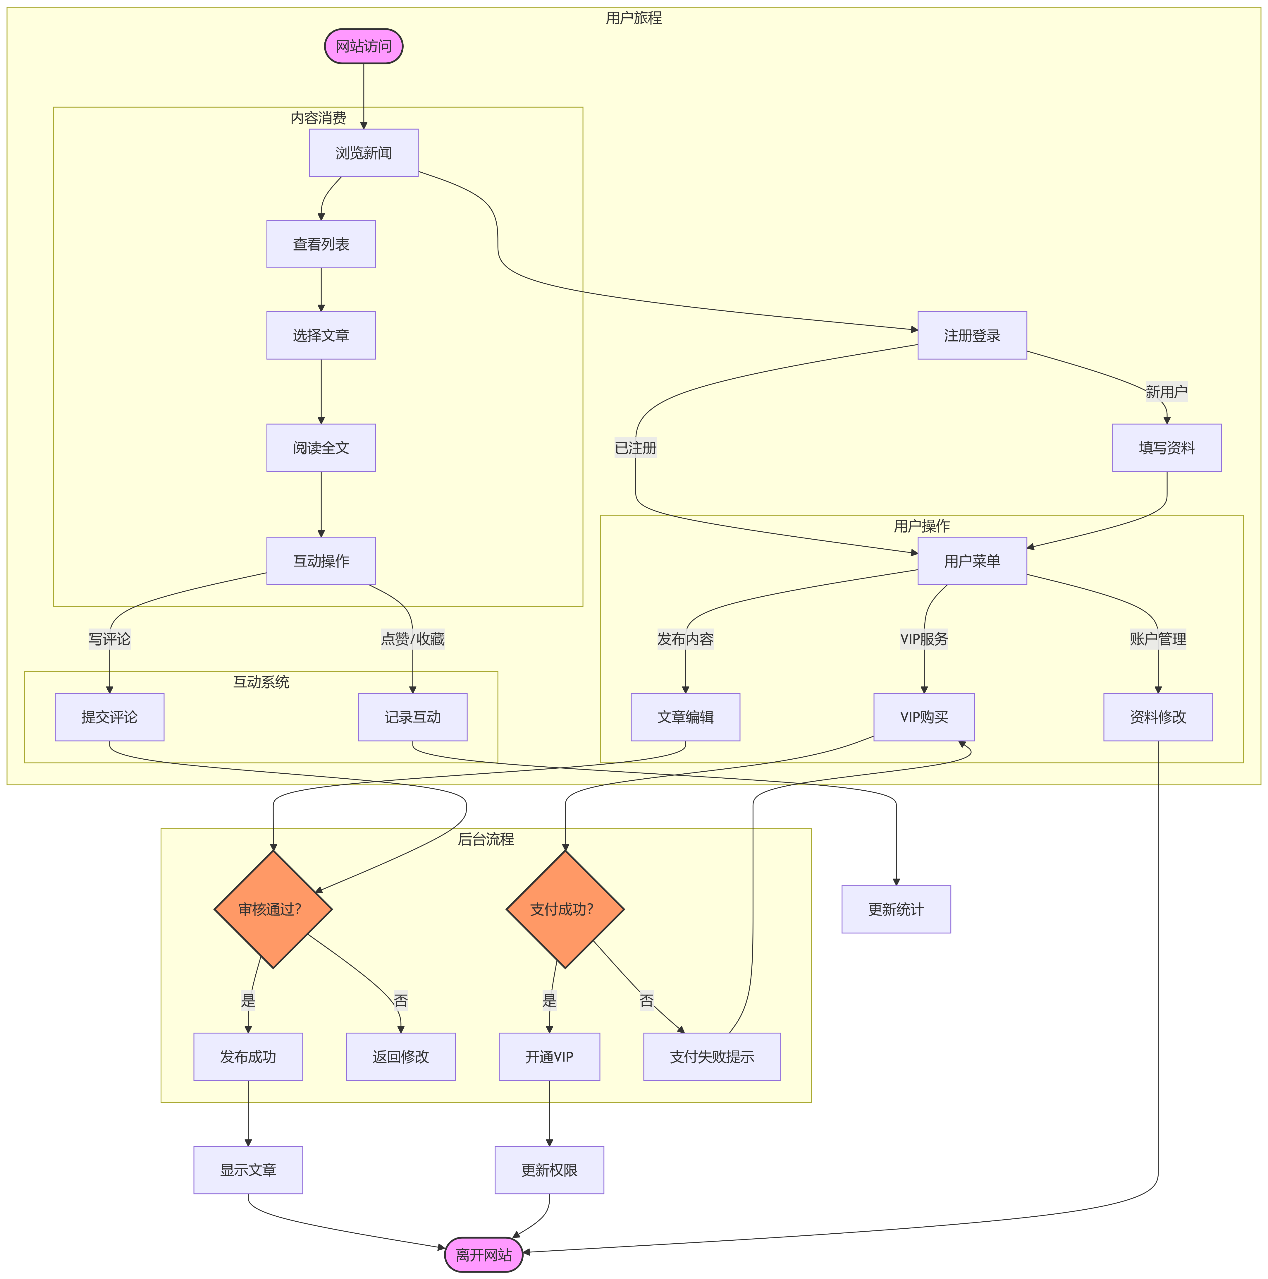 用户旅程
网站访问
内容消费
浏览新闻
查看列表
选择文章
注册登录
新用户
阅读全文
已注册
填写资料
用户操作
互动操作
用户菜单
写评论
点赞/收藏
发布内容
VIP服务
账户管理
互动系统
提交评论
记录互动
文章编辑
VIP购买
资料修改
后台流程
审核通过?
支付成功?
更新统计
是
否
是
否
发布成功
返回修改
开通VIP
支付失败提示
显示文章
更新权限
离开网站